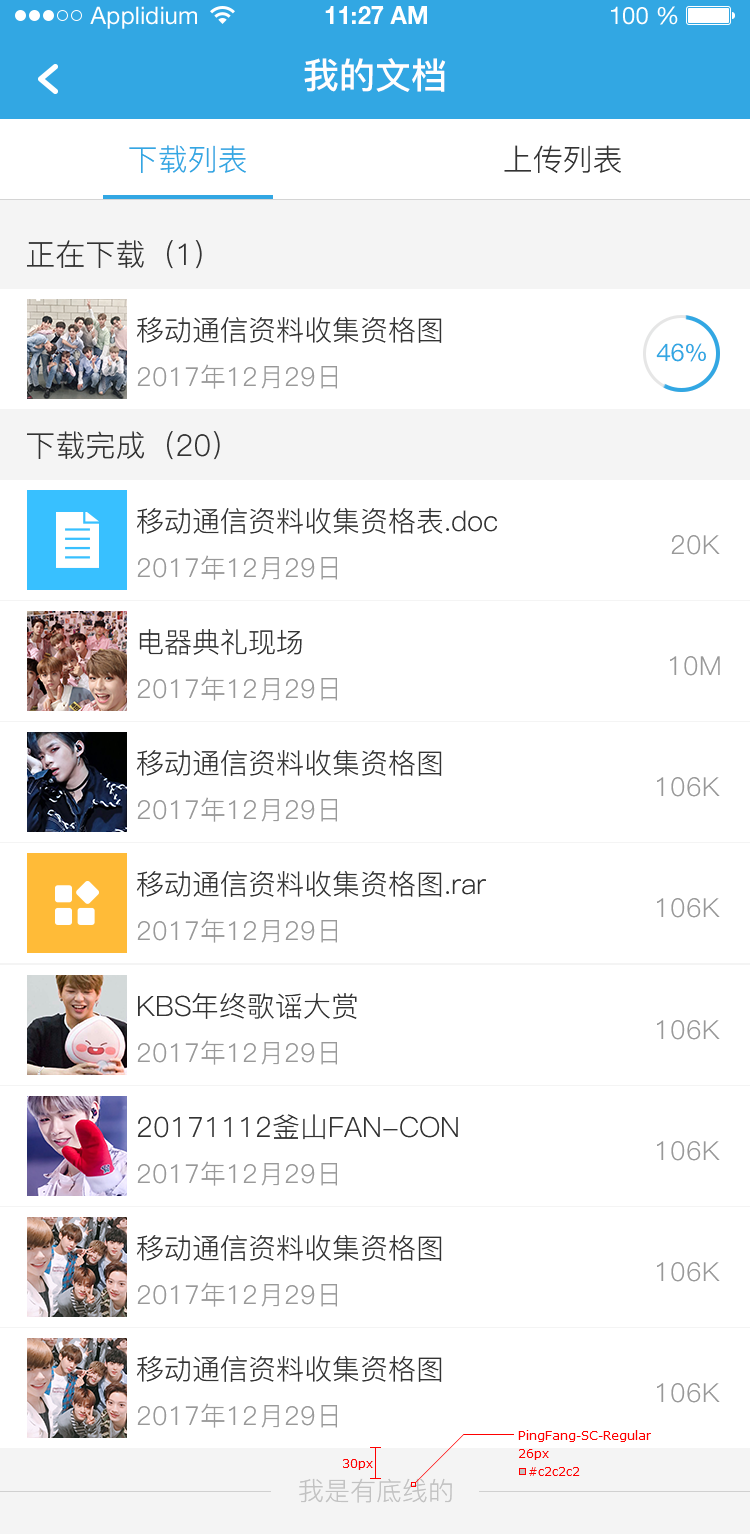 Applidium 11:27 AM 100 %
我的文档
下载列表 上传列表
正在下载（1）
移动通信资料收集资格图
2017年12月29日
46%
下载完成（20）
移动通信资料收集资格表.doc
2017年12月29日
20K
电器典礼现场
2017年12月29日
10M
移动通信资料收集资格图
2017年12月29日
106K
移动通信资料收集资格图.rar
2017年12月29日
106K
KBS年终歌谣大赏
2017年12月29日
106K
20171112釜山FAN-CON
2017年12月29日
106K
移动通信资料收集资格图
2017年12月29日
106K
移动通信资料收集资格图
2017年12月29日
106K
PingFang-SC-Regular
26px
#c2c2c2
30px
我是有底线的